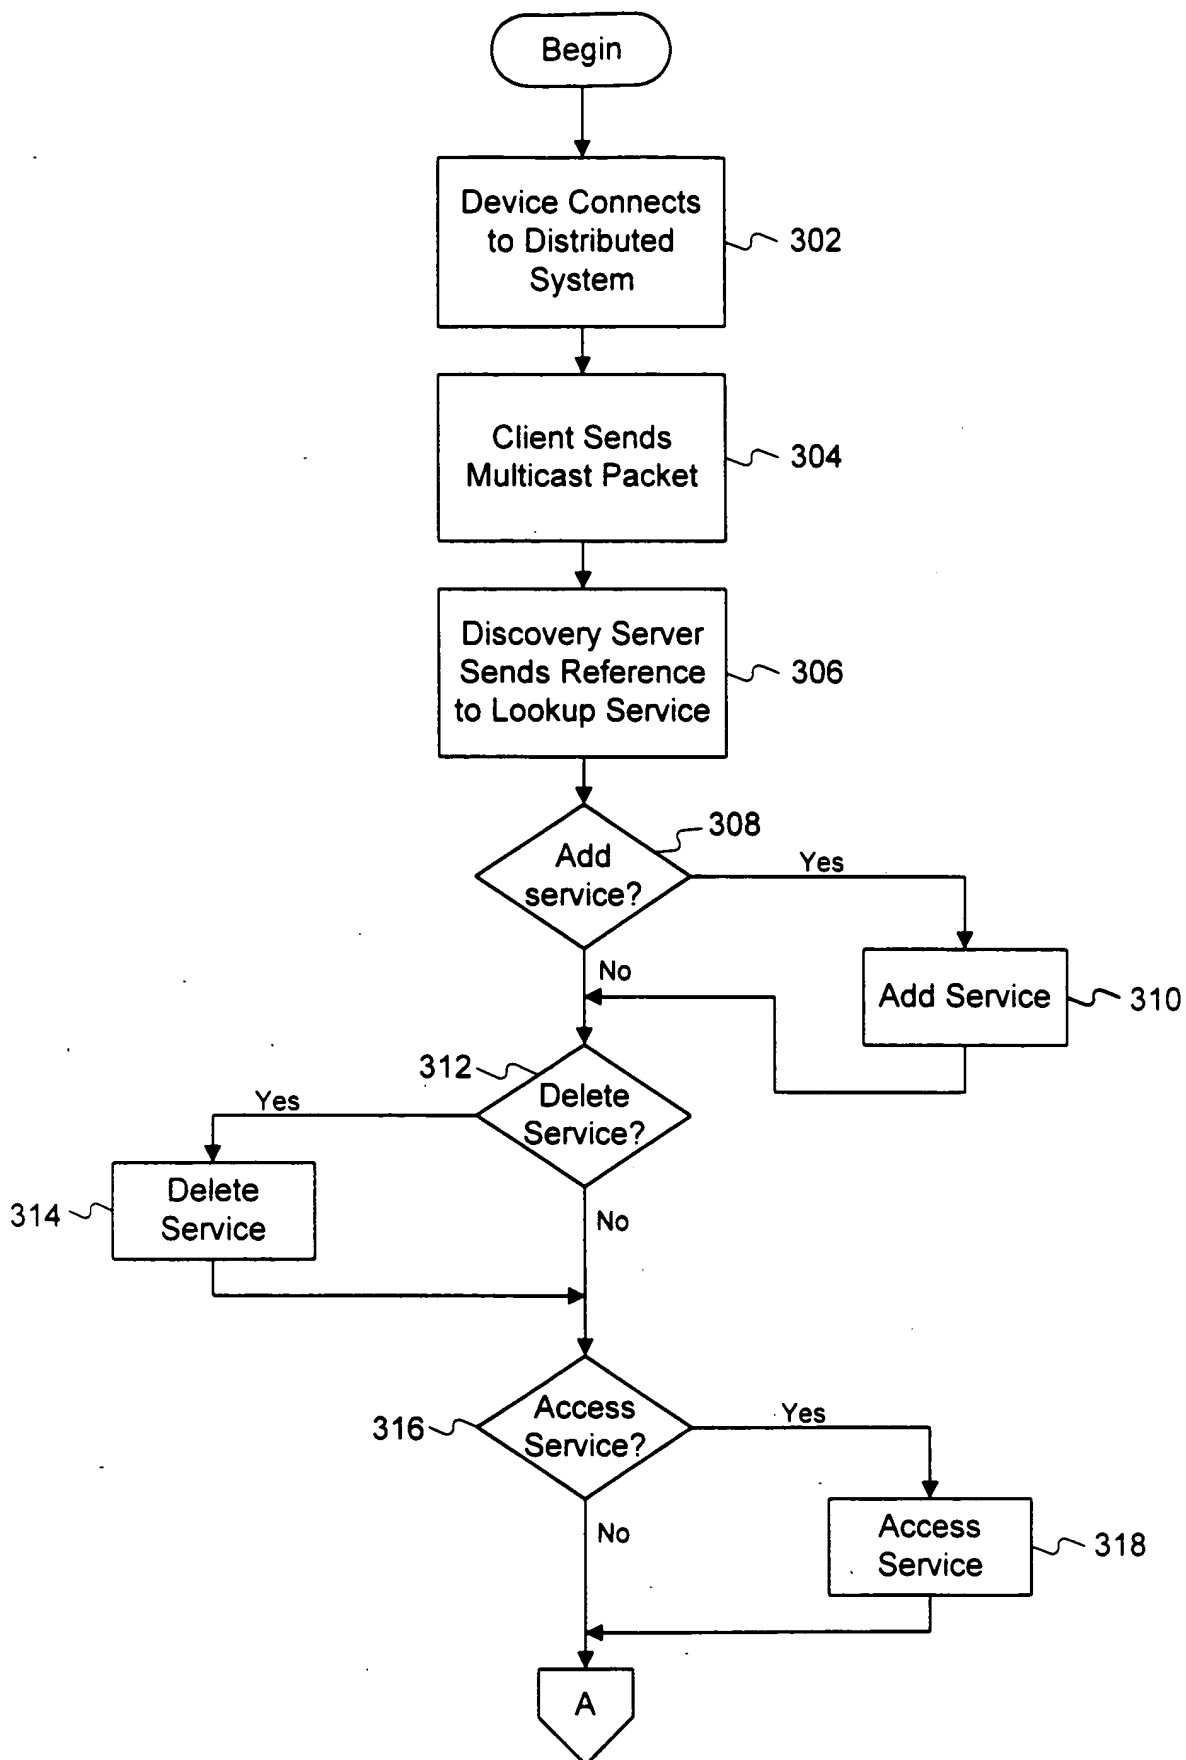 Begin
Device Connects
to Distributed
System
302
Client Sends
Multicast Packet
304
Discovery Server
Sends Reference
to Lookup Service
306
308
Add
service?
Yes
No
Add Service
310
312
Delete
Service?
Yes
Delete
Service
314
No
Access
Service?
316
Yes
No
Access
Service
318
A